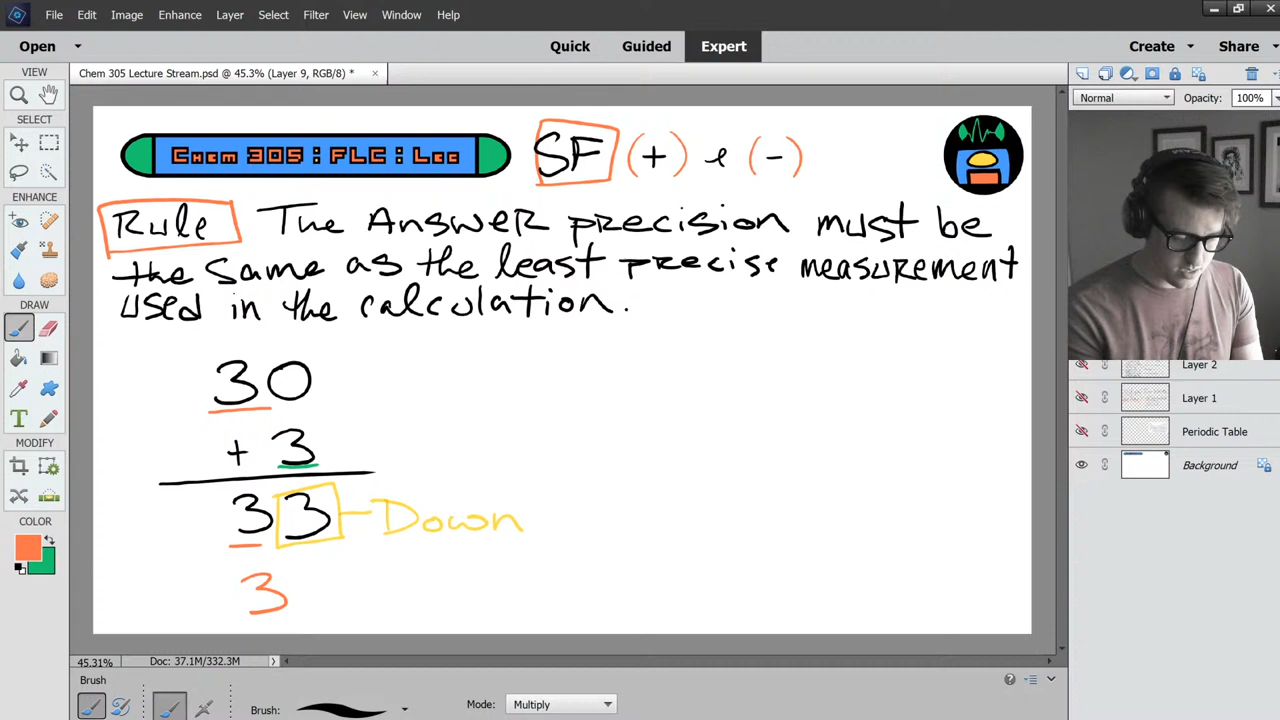 File Edit Image Enhance Layer Select Filter View Window Help
Open Quick Guided Expert Create Share
VIEW
Chem 305 Lecture Stream.psd @ 45.3% (Layer 9, RGB/8) *
Normal Opacity: 100%
SELECT
ENHANCE
DRAW
MODIFY
COLOR
Chem 305 : FLC : Lec
SF (+) & (-)
Rule The Answer precision must be
the same as the least precise measurement
used in the calculation.
30
+ 3
33 - Down
3
Layer 2
Layer 1
Periodic Table
Background
45.31% Doc: 37.1M/332.3M
Brush
Brush: Mode: Multiply